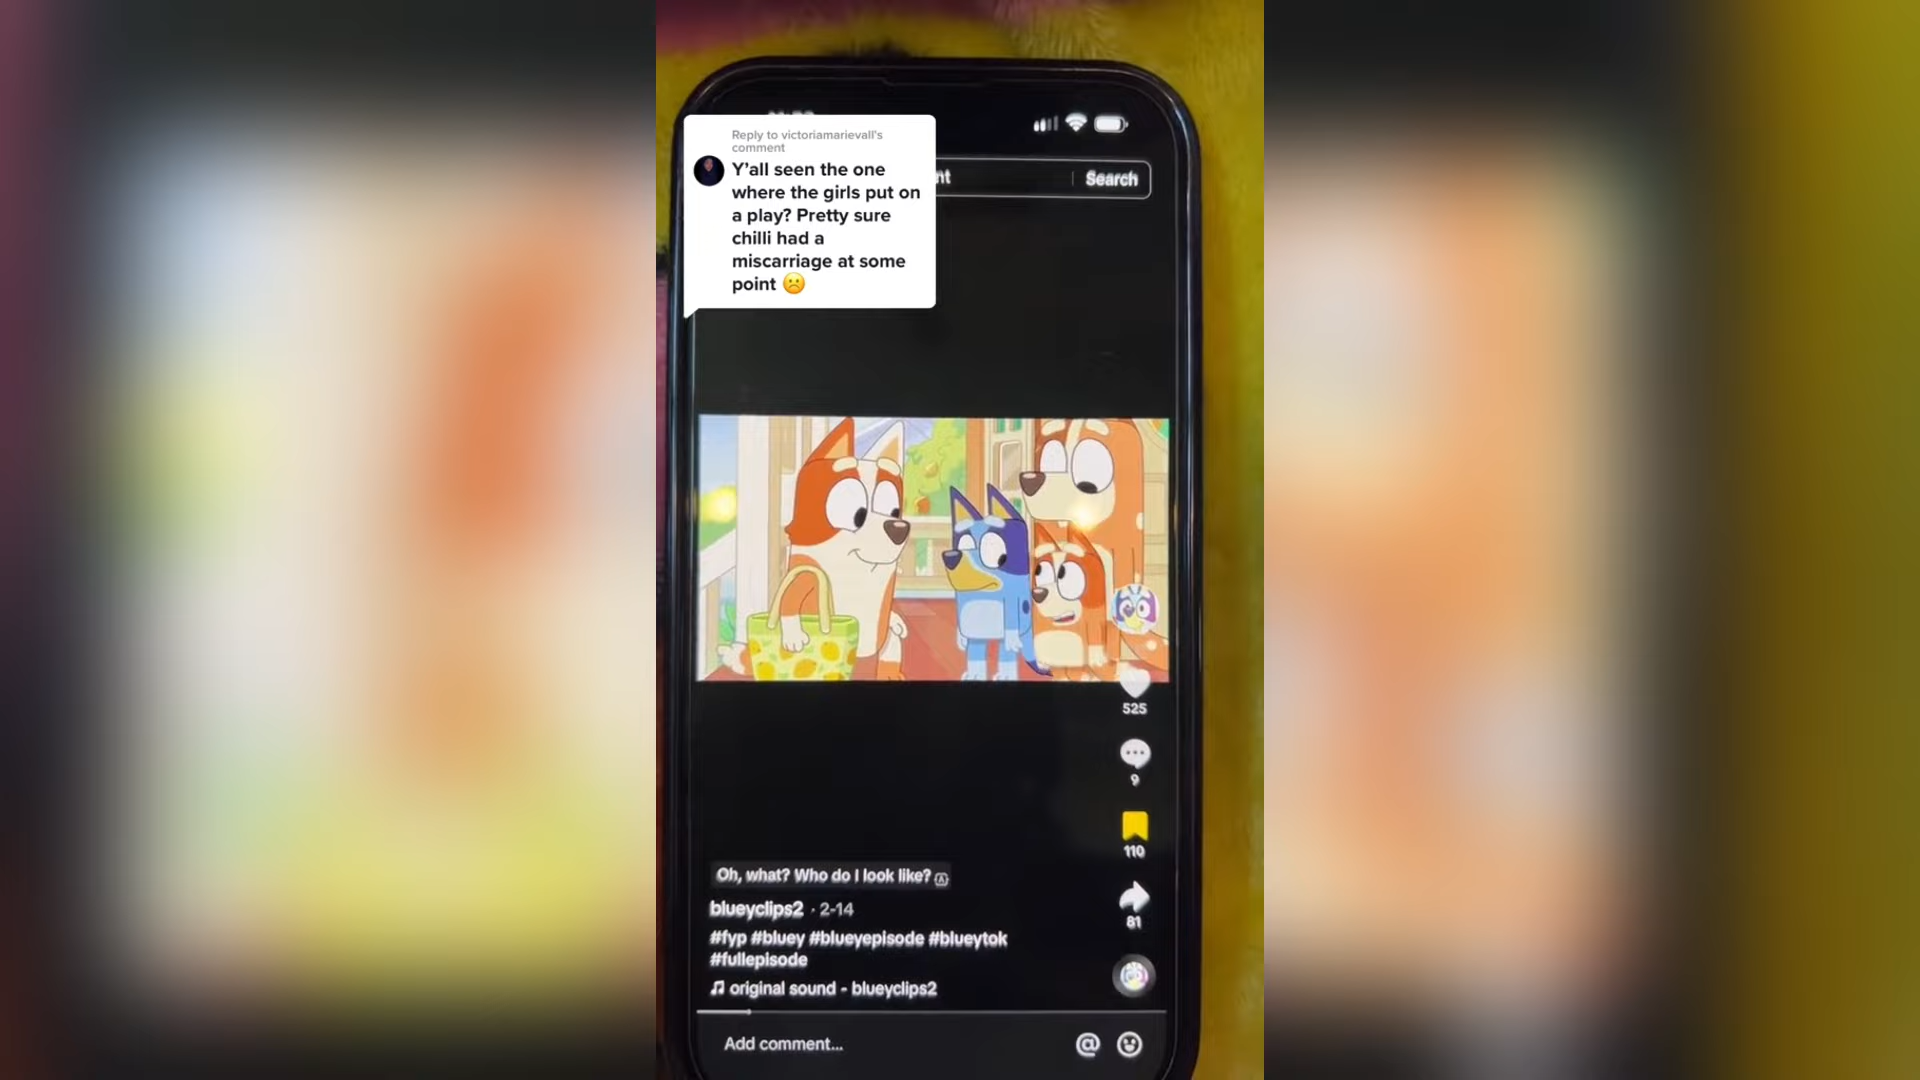 Reply to victoriamarievall's
comment
Y'all seen the one
where the girls put on
a play? Pretty sure
chilli had a
miscarriage at some
point ☹️
Search
525
9
110
81
Oh, what? Who do I look like?
blueyclips2 · 2-14
#fyp #bluey #blueyepisode #blueytok
#fullepisode
original sound - blueyclips2
Add comment...
@